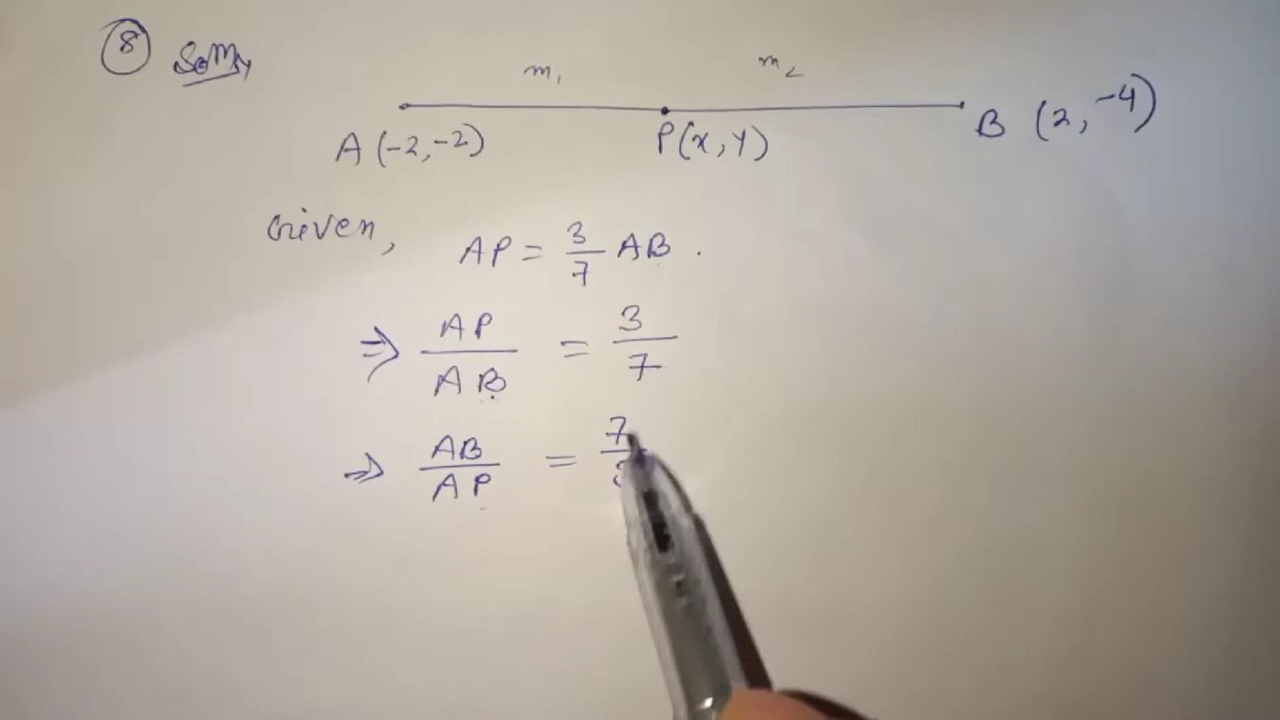 8 Solⁿ
m₁ m₂
A (-2,-2) P(x,y) B (2,-4)
Given, AP = 3/7 AB.
⇒ AP/AB = 3/7
⇒ AB/AP = 7/